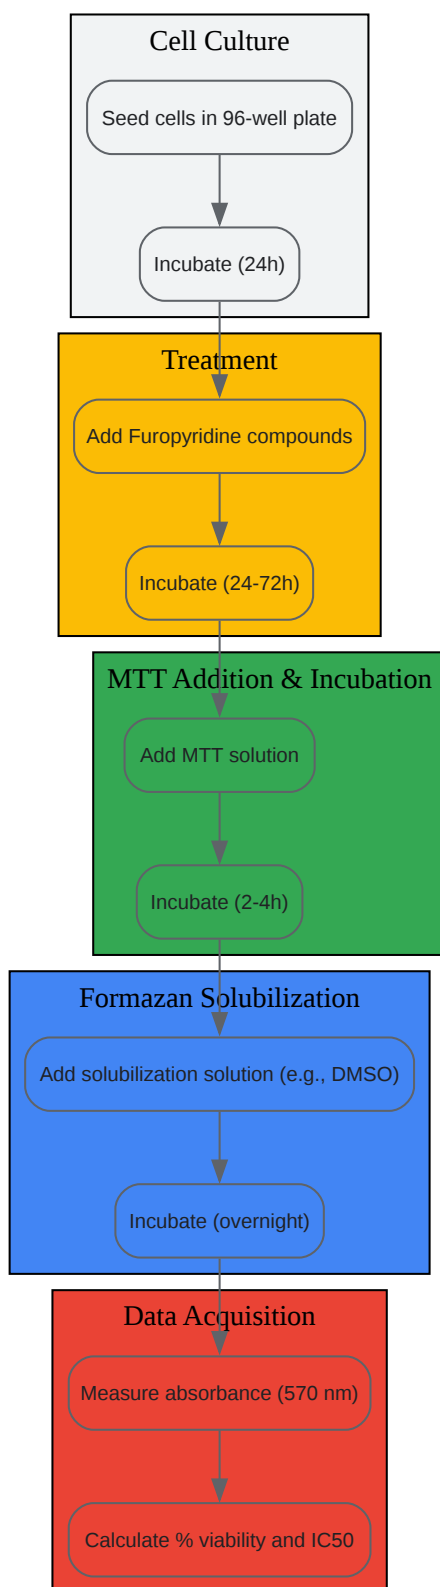 Cell Culture
Seed cells in 96-well plate
Incubate (24h)
Treatment
Add Furopyridine compounds
Incubate (24-72h)
MTT Addition & Incubation
Add MTT solution
Incubate (2-4h)
Formazan Solubilization
Add solubilization solution (e.g., DMSO)
Incubate (overnight)
Data Acquisition
Measure absorbance (570 nm)
Calculate % viability and IC50